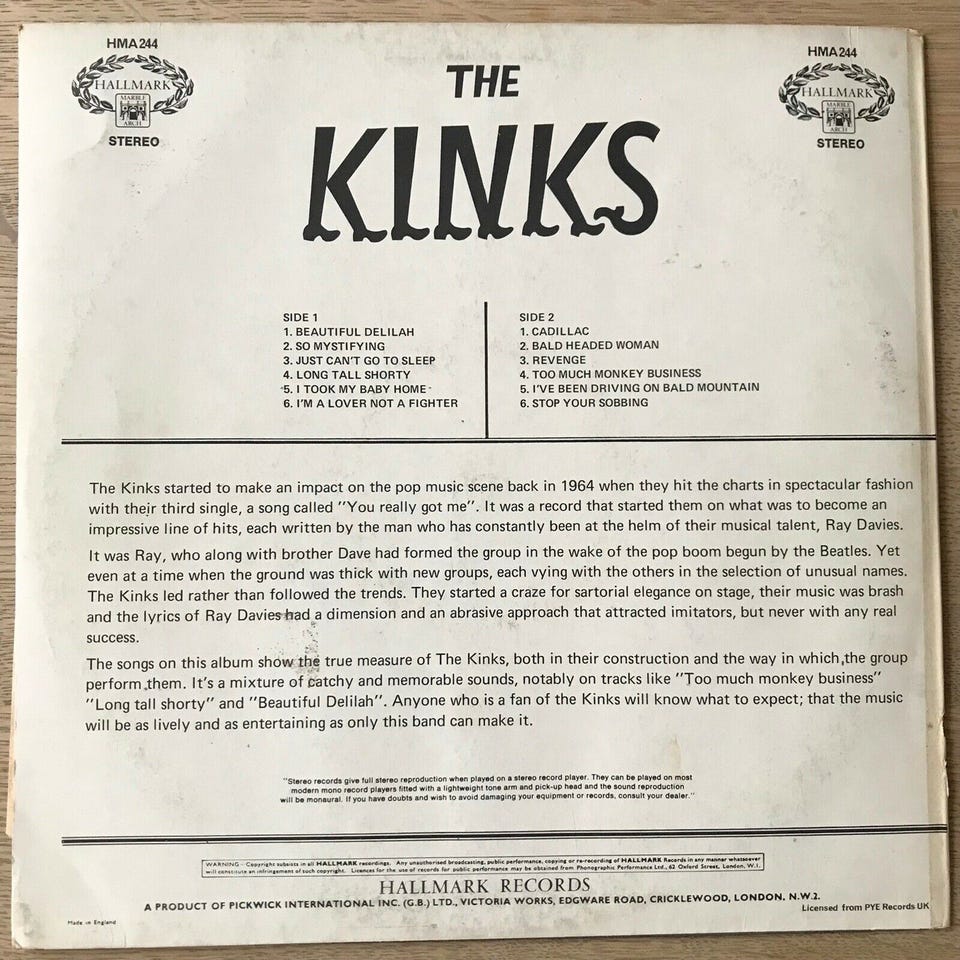 HMA244
HALLMARK
MARBLE
ARCH
STEREO
THE
KINKS
HMA244
HALLMARK
MARBLE
ARCH
STEREO
SIDE 1
1. BEAUTIFUL DELILAH
2. SO MYSTIFYING
3. JUST CAN'T GO TO SLEEP
4. LONG TALL SHORTY
5. I TOOK MY BABY HOME
6. I'M A LOVER NOT A FIGHTER
SIDE 2
1. CADILLAC
2. BALD HEADED WOMAN
3. REVENGE
4. TOO MUCH MONKEY BUSINESS
5. I'VE BEEN DRIVING ON BALD MOUNTAIN
6. STOP YOUR SOBBING
The Kinks started to make an impact on the pop music scene back in 1964 when they hit the charts in spectacular fashion
with their third single, a song called "You really got me". It was a record that started them on what was to become an
impressive line of hits, each written by the man who has constantly been at the helm of their musical talent, Ray Davies.
It was Ray, who along with brother Dave had formed the group in the wake of the pop boom begun by the Beatles. Yet
even at a time when the ground was thick with new groups, each vying with the others in the selection of unusual names.
The Kinks led rather than followed the trends. They started a craze for sartorial elegance on stage, their music was brash
and the lyrics of Ray Davies had a dimension and an abrasive approach that attracted imitators, but never with any real
success.
The songs on this album show the true measure of The Kinks, both in their construction and the way in which the group
perform them. It's a mixture of catchy and memorable sounds, notably on tracks like "Too much monkey business"
"Long tall shorty" and "Beautiful Delilah". Anyone who is a fan of the Kinks will know what to expect; that the music
will be as lively and as entertaining as only this band can make it.
"Stereo records give full stereo reproduction when played on a stereo record player. They can be played on most
modern mono record players fitted with a lightweight tone arm and pick-up head and the sound reproduction
will be monaural. If you have doubts and wish to avoid damaging your equipment or records, consult your dealer."
WARNING - Copyright subsists in all HALLMARK recordings. Any unauthorised broadcasting, public performance, copying or re-recording of HALLMARK Records in any manner whatsoever
will constitute an infringement of such copyright. Licences for the use of records for public performance may be obtained from Phonographic Performance Ltd., 62 Oxford Street, London, W.1.
HALLMARK RECORDS
A PRODUCT OF PICKWICK INTERNATIONAL INC. (G.B.) LTD., VICTORIA WORKS, EDGWARE ROAD, CRICKLEWOOD, LONDON. N.W.2.
Made in England
Licensed from PYE Records UK